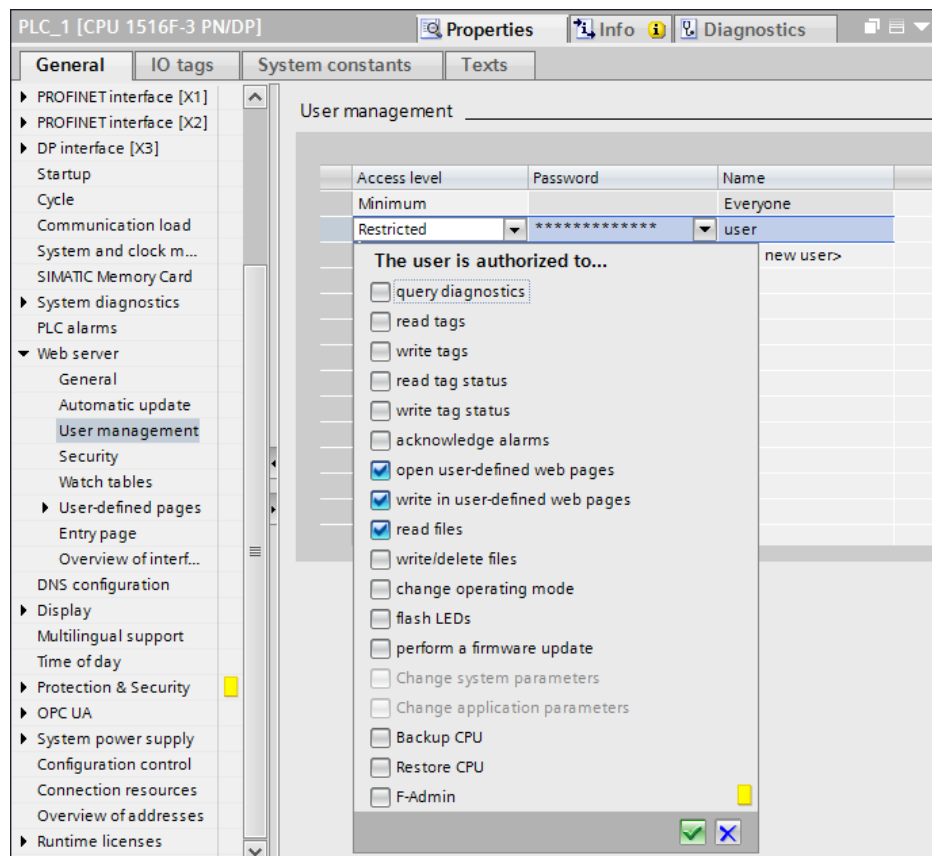 PLC_1 [CPU 1516F-3 PN/DP]
Properties
Info
Diagnostics
General
IO tags
System constants
Texts
PROFINET interface [X1]
PROFINET interface [X2]
DP interface [X3]
Startup
Cycle
Communication load
System and clock m...
SIMATIC Memory Card
System diagnostics
PLC alarms
Web server
General
Automatic update
User management
Security
Watch tables
User-defined pages
Entry page
Overview of interf...
DNS configuration
Display
Multilingual support
Time of day
Protection & Security
OPC UA
System power supply
Configuration control
Connection resources
Overview of addresses
Runtime licenses
User management
Access level Password Name
Minimum Everyone
Restricted ************* user
new user>
The user is authorized to...
query diagnostics
read tags
write tags
read tag status
write tag status
acknowledge alarms
open user-defined web pages
write in user-defined web pages
read files
write/delete files
change operating mode
flash LEDs
perform a firmware update
Change system parameters
Change application parameters
Backup CPU
Restore CPU
F-Admin